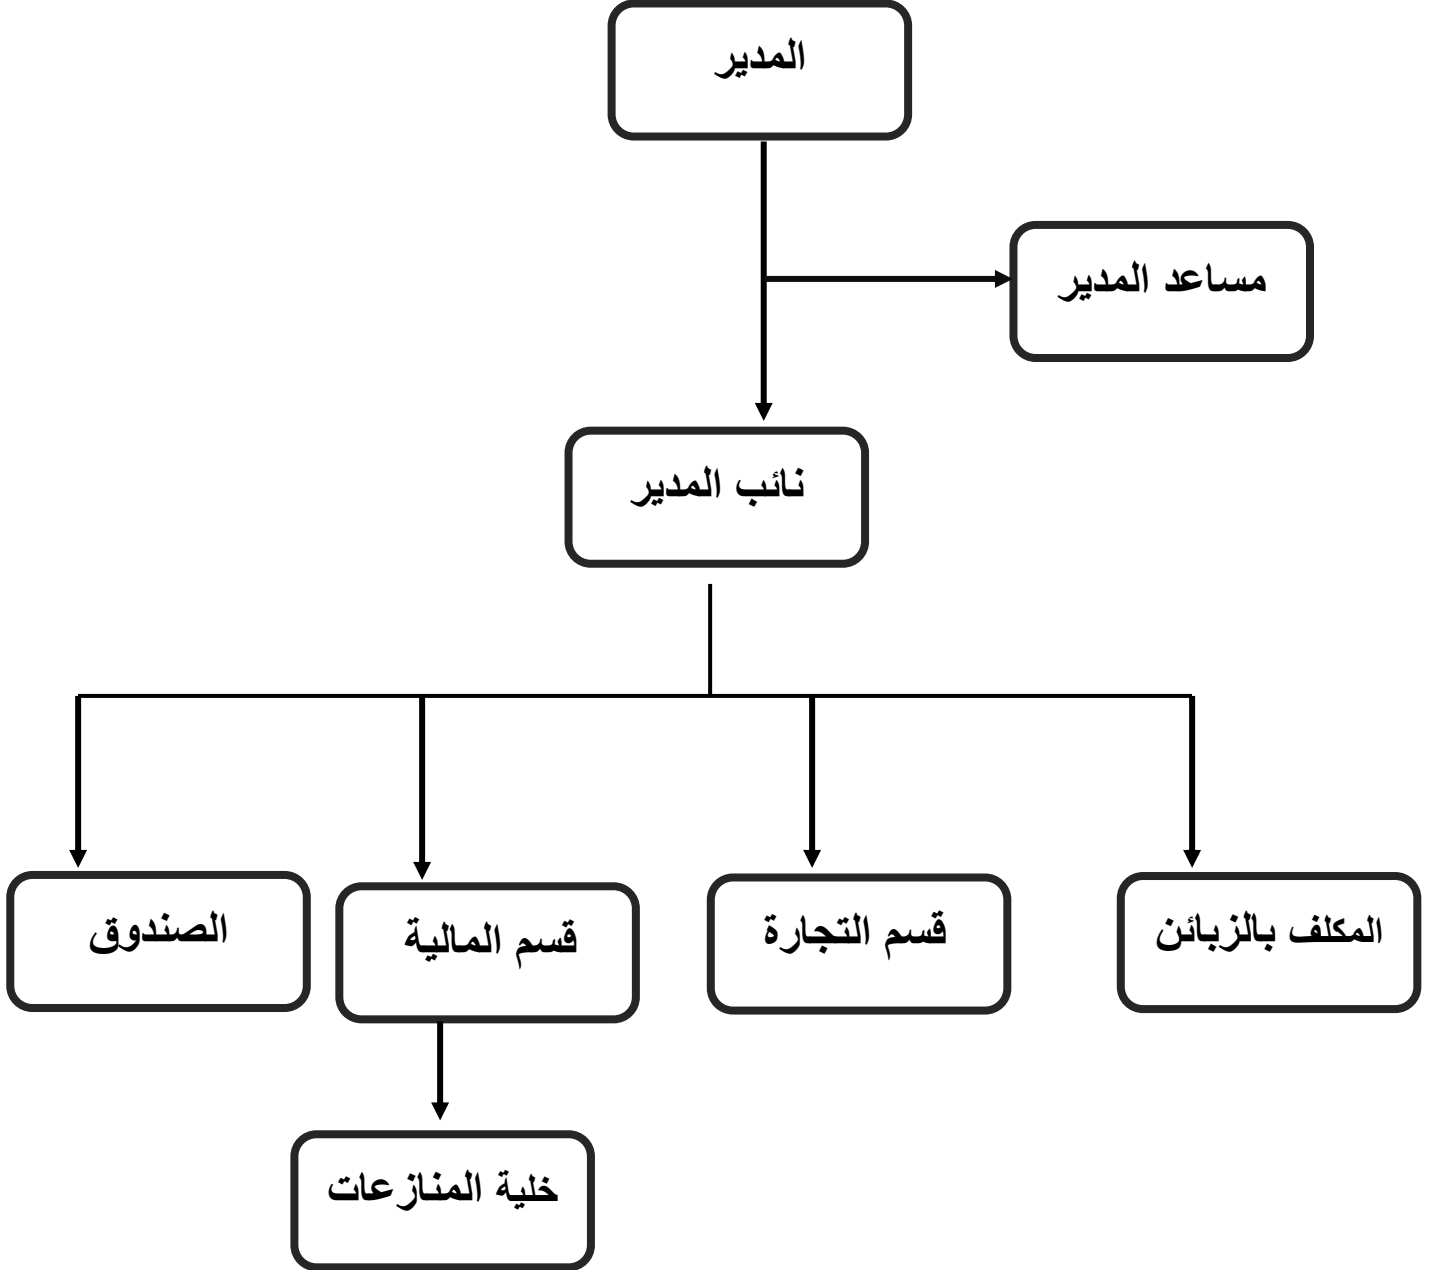 المدير
مساعد المدير
نائب المدير
المكلف بالزبائن
قسم التجارة
قسم المالية
الصندوق
خلية المنازعات